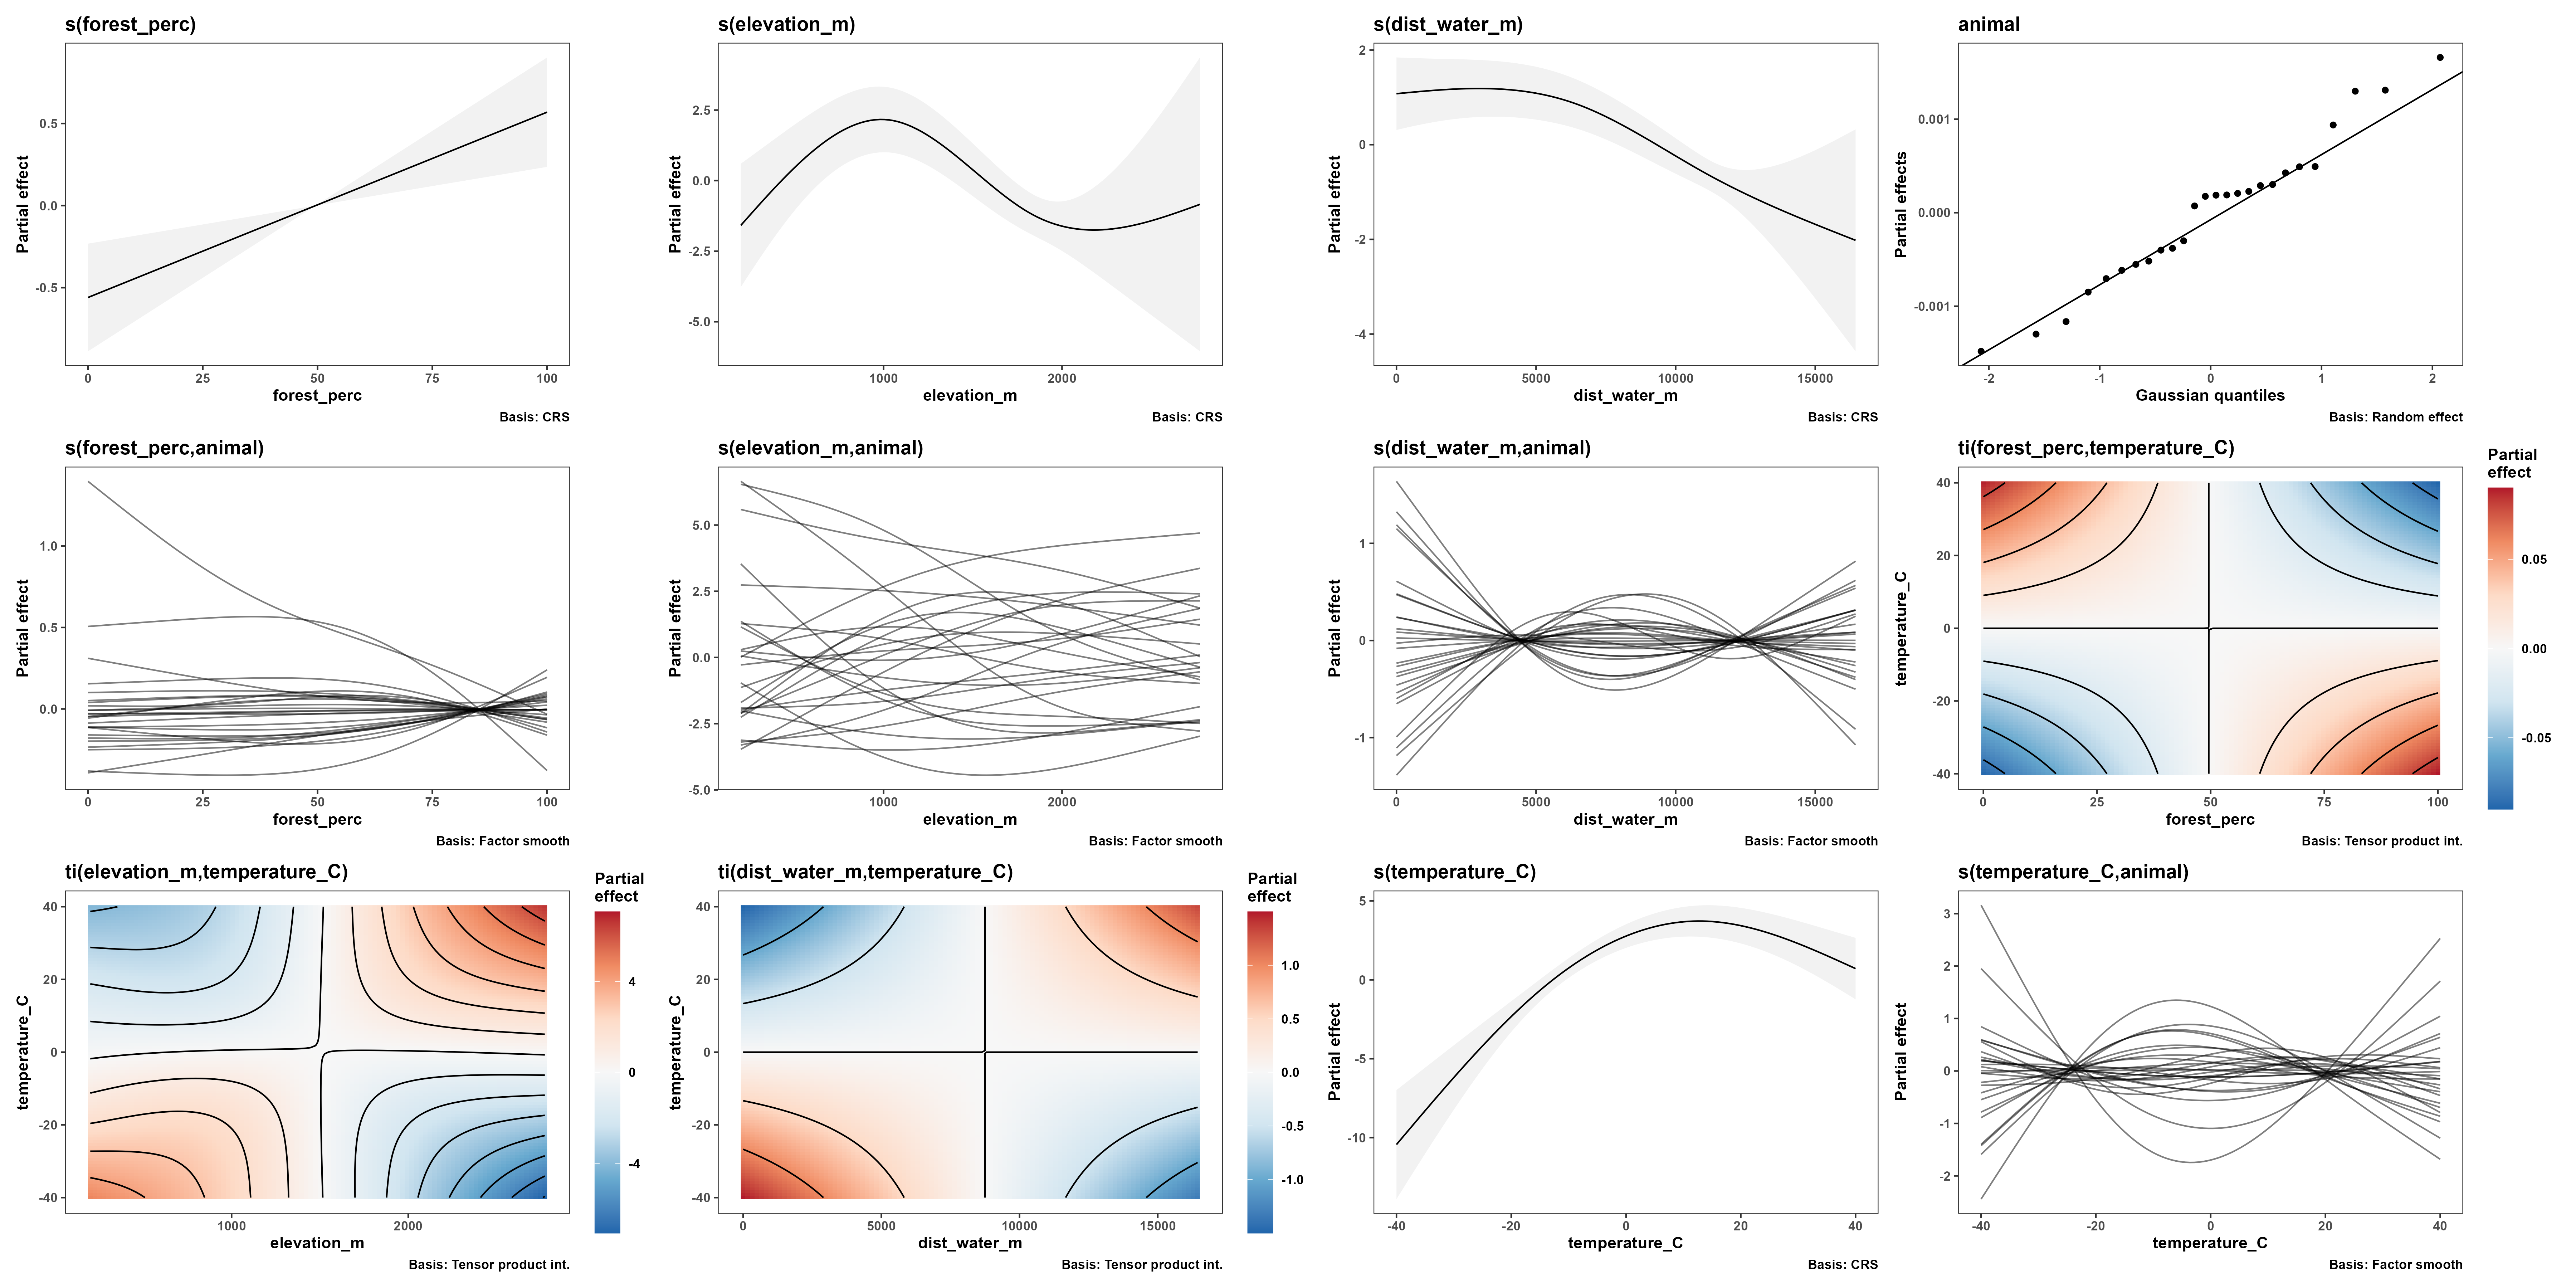 s(forest_perc)
Partial effect
0.5
0.0
-0.5
0
25
50
75
100
forest_perc
Basis: CRS
s(elevation_m)
Partial effect
2.5
0.0
-2.5
-5.0
1000
2000
elevation_m
Basis: CRS
s(dist_water_m)
Partial effect
2
0
-2
-4
0
5000
10000
15000
dist_water_m
Basis: CRS
animal
Partial effects
0.001
0.000
-0.001
-2
-1
0
1
2
Gaussian quantiles
Basis: Random effect
s(forest_perc,animal)
Partial effect
1.0
0.5
0.0
0
25
50
75
100
forest_perc
Basis: Factor smooth
s(elevation_m,animal)
Partial effect
5.0
2.5
0.0
-2.5
-5.0
1000
2000
elevation_m
Basis: Factor smooth
s(dist_water_m,animal)
Partial effect
1
0
-1
0
5000
10000
15000
dist_water_m
Basis: Factor smooth
ti(forest_perc,temperature_C)
temperature_C
40
20
0
-20
-40
0
25
50
75
100
forest_perc
Basis: Tensor product int.
Partial
effect
0.05
0.00
-0.05
ti(elevation_m,temperature_C)
temperature_C
40
20
0
-20
-40
1000
2000
elevation_m
Basis: Tensor product int.
Partial
effect
4
0
-4
ti(dist_water_m,temperature_C)
temperature_C
40
20
0
-20
-40
0
5000
10000
15000
dist_water_m
Basis: Tensor product int.
Partial
effect
1.0
0.5
0.0
-0.5
-1.0
s(temperature_C)
Partial effect
5
0
-5
-10
-40
-20
0
20
40
temperature_C
Basis: CRS
s(temperature_C,animal)
Partial effect
3
2
1
0
-1
-2
-40
-20
0
20
40
temperature_C
Basis: Factor smooth